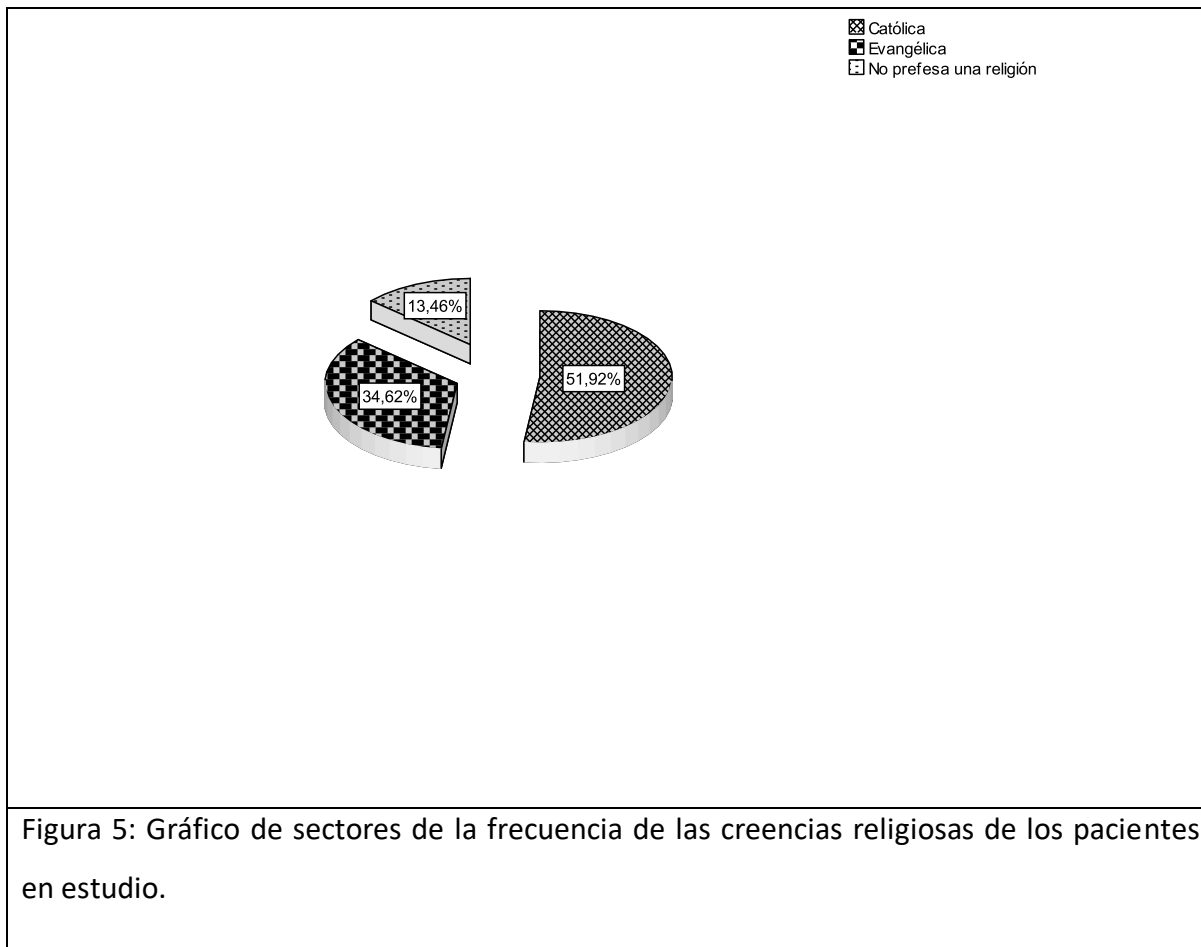 Católica
Evangélica
No prefesa una religión
13,46%
51,92%
34,62%
Figura 5: Gráfico de sectores de la frecuencia de las creencias religiosas de los pacientes
en estudio.